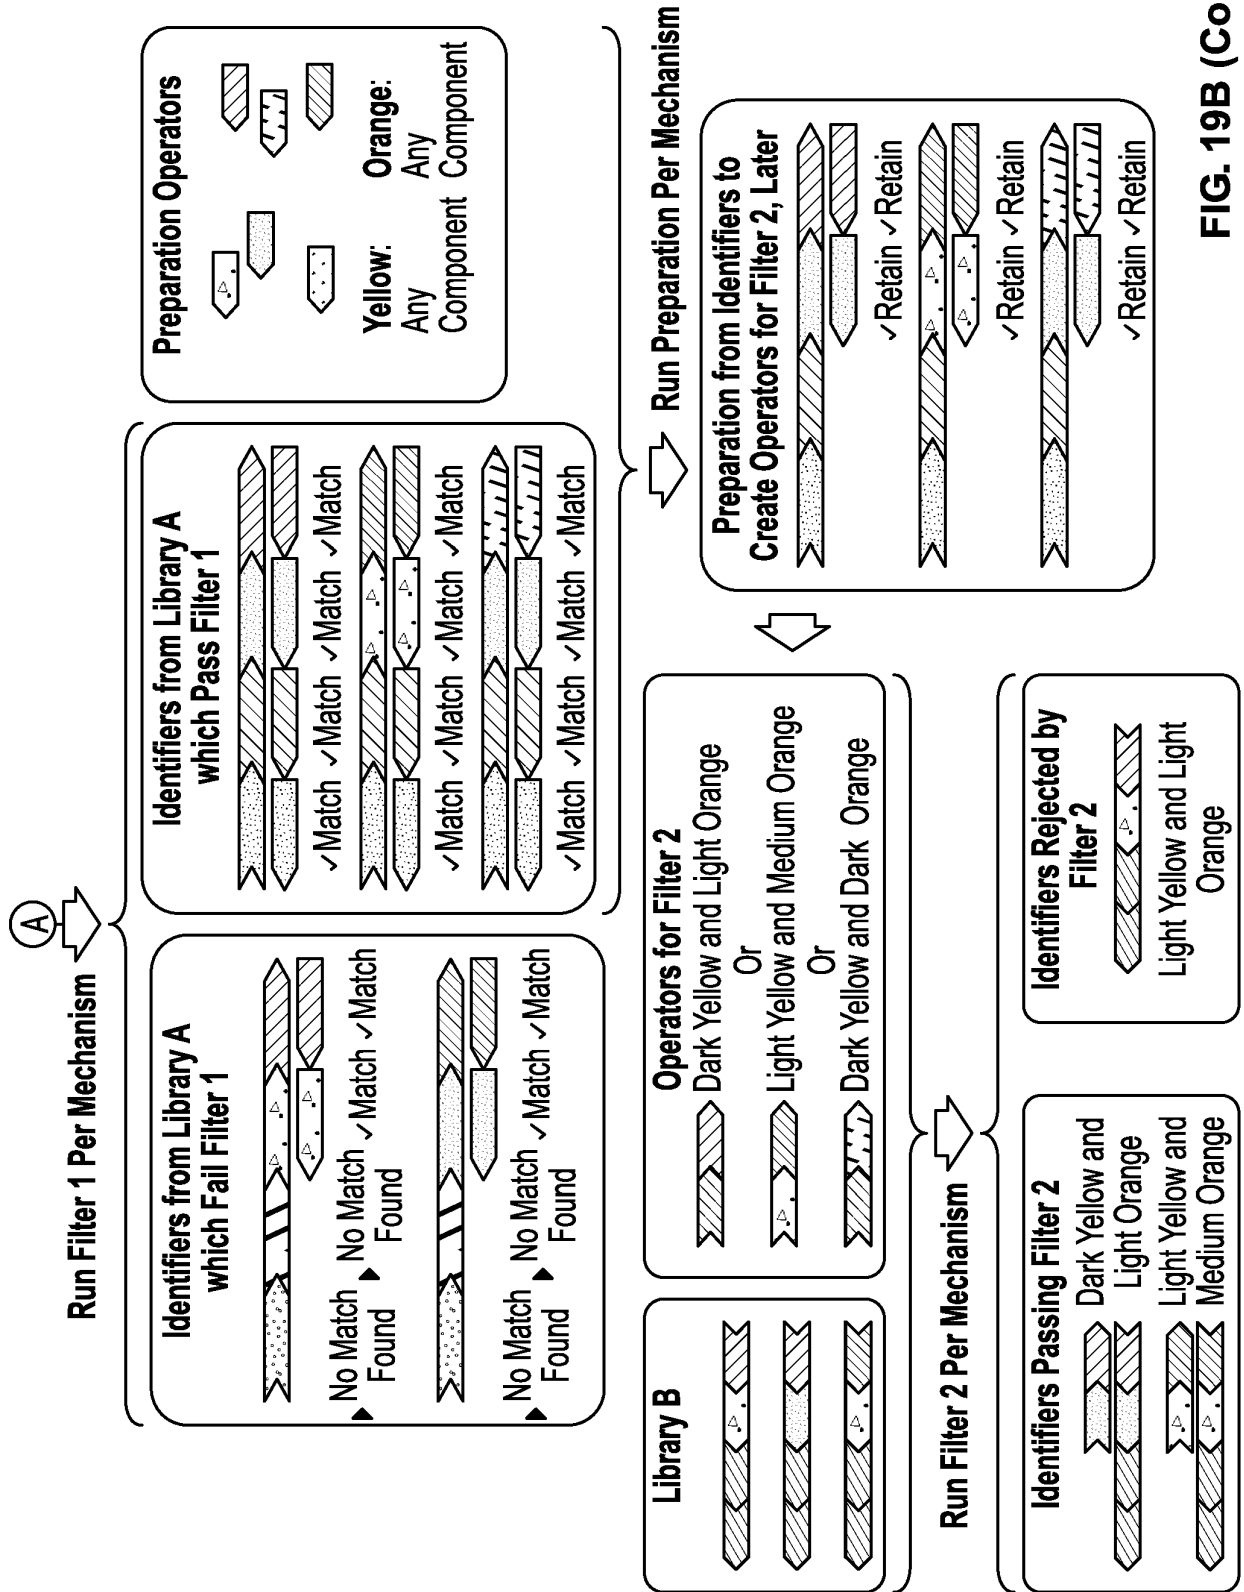 A
Run Filter 1 Per Mechanism
Identifiers from Library A
which Fail Filter 1
No Match
Found
No Match
Found
✓Match ✓Match
No Match
Found
No Match
Found
✓Match ✓Match
Identifiers from Library A
which Pass Filter 1
✓Match ✓Match ✓Match ✓Match
✓Match ✓Match ✓Match ✓Match
✓Match ✓Match ✓Match ✓Match
Preparation Operators
Yellow:
Any
Component
Orange:
Any
Component
Run Preparation Per Mechanism
Preparation from Identifiers to
Create Operators for Filter 2, Later
✓Retain ✓Retain
✓Retain ✓Retain
✓Retain ✓Retain
Library B
Operators for Filter 2
Dark Yellow and Light Orange
Or
Light Yellow and Medium Orange
Or
Dark Yellow and Dark Orange
Run Filter 2 Per Mechanism
Identifiers Passing Filter 2
Dark Yellow and
Light Orange
Light Yellow and
Medium Orange
Identifiers Rejected by
Filter 2
Light Yellow and Light
Orange
FIG. 19B (Co